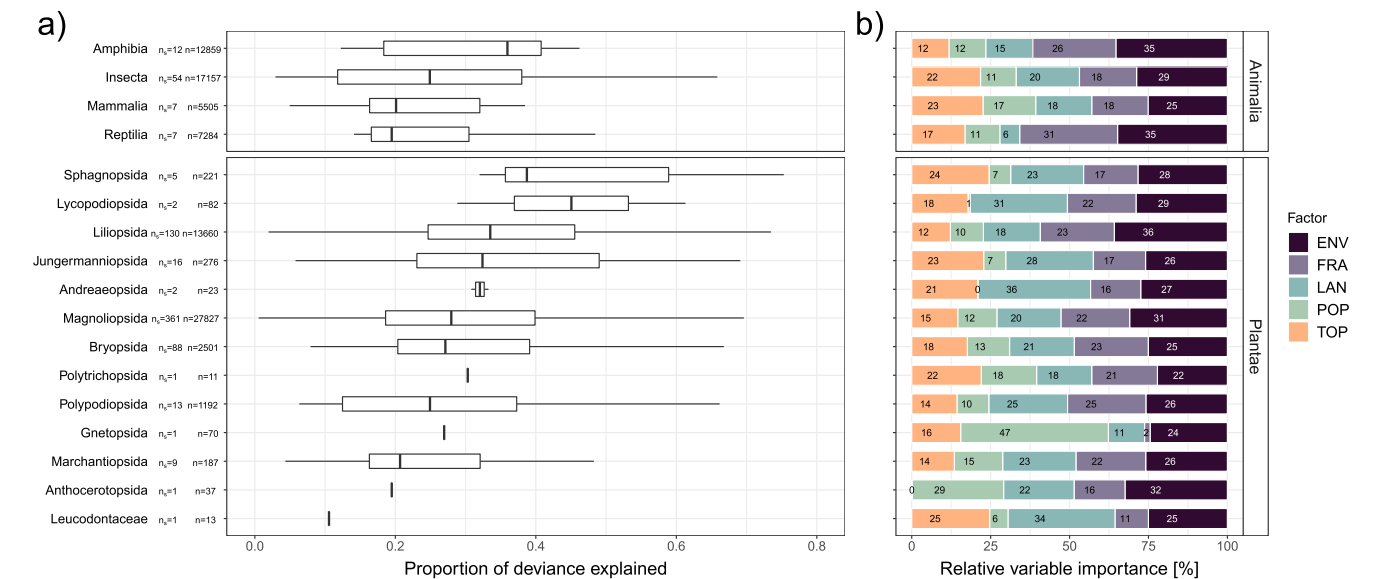 a)
b)
Amphibia ns=12 n=12859
12 12 15 26 35
Insecta ns=54 n=17157
22 11 20 18 29
Mammalia ns=7 n=5505
23 17 18 18 25
Reptilia ns=7 n=7284
17 11 6 31 35
Animalia
Sphagnopsida ns=5 n=221
24 7 23 17 28
Lycopodiopsida ns=2 n=82
18 1 31 22 29
Liliopsida ns=130 n=13660
12 10 18 23 36
Jungermanniopsida ns=16 n=276
23 7 28 17 26
Andreaeopsida ns=2 n=23
21 0 36 16 27
Magnoliopsida ns=361 n=27827
15 12 20 22 31
Bryopsida ns=88 n=2501
18 13 21 23 25
Polytrichopsida ns=1 n=11
22 18 18 21 22
Polypodiopsida ns=13 n=1192
14 10 25 25 26
Gnetopsida ns=1 n=70
16 47 11 2 24
Marchantiopsida ns=9 n=187
14 15 23 22 26
Anthocerotopsida ns=1 n=37
0 29 22 16 32
Leucodontaceae ns=1 n=13
25 6 34 11 25
Plantae
0.0 0.2 0.4 0.6 0.8
Proportion of deviance explained
0 25 50 75 100
Relative variable importance [%]
Factor
ENV
FRA
LAN
POP
TOP